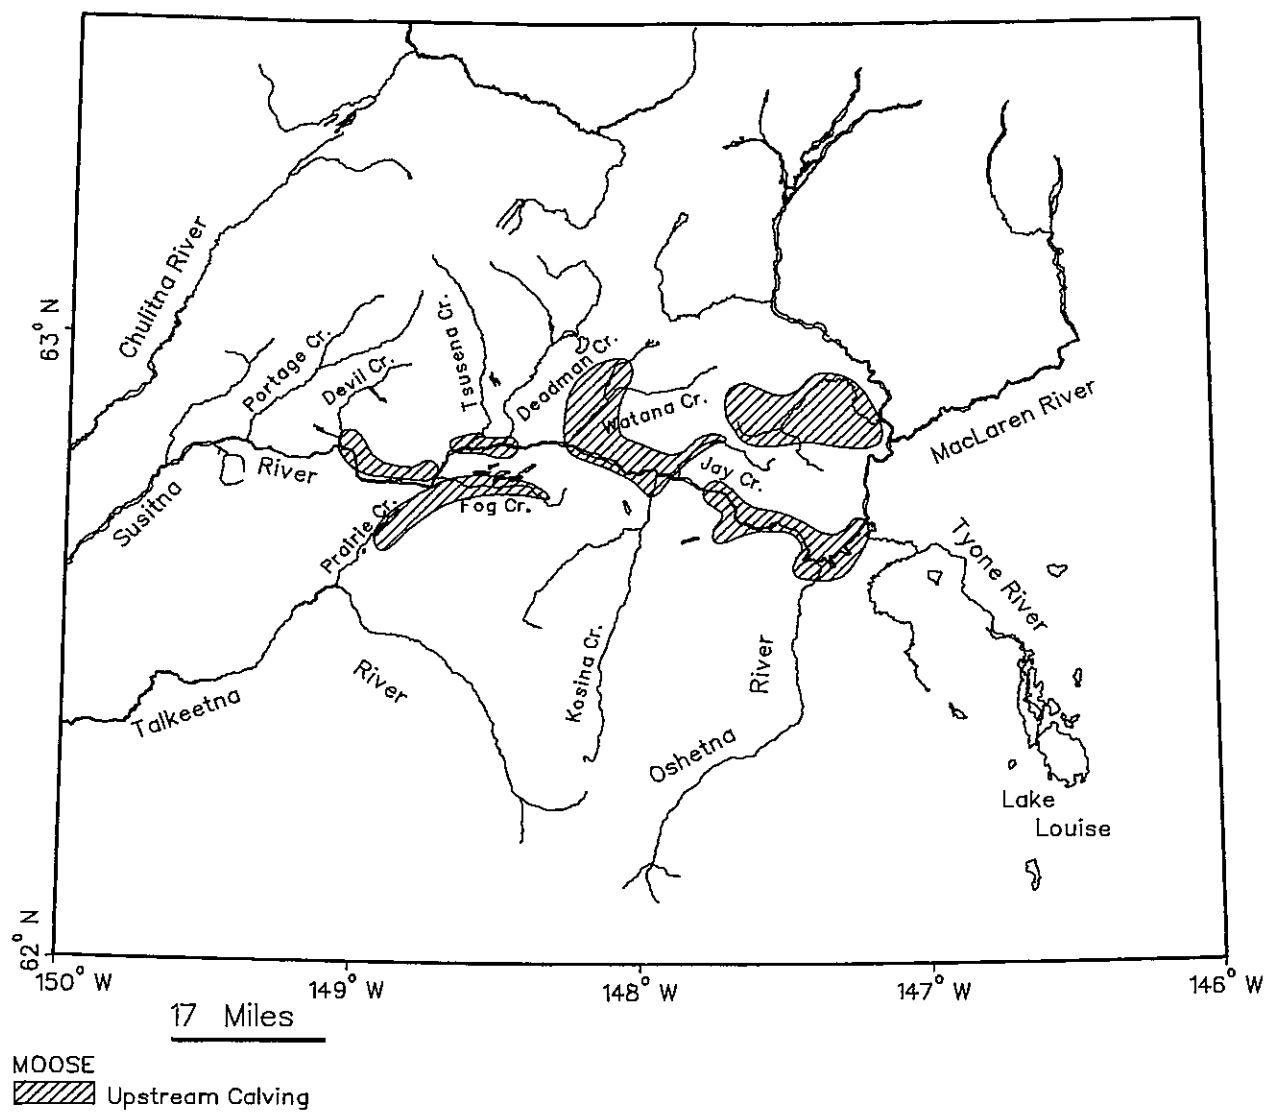 Chulitna River
63° N
Portage Cr.
Devil Cr.
Tsusena Cr.
Deadman Cr.
Watana Cr.
MacLaren River
Susitna
River
Jay Cr.
Fog Cr.
Prairie Cr.
Tyone River
Talkeetna
River
Kosina Cr.
Oshetna
River
Lake
Louise
62° N
150° W
149° W
148° W
147° W
146° W
17 Miles
MOOSE
Upstream Calving